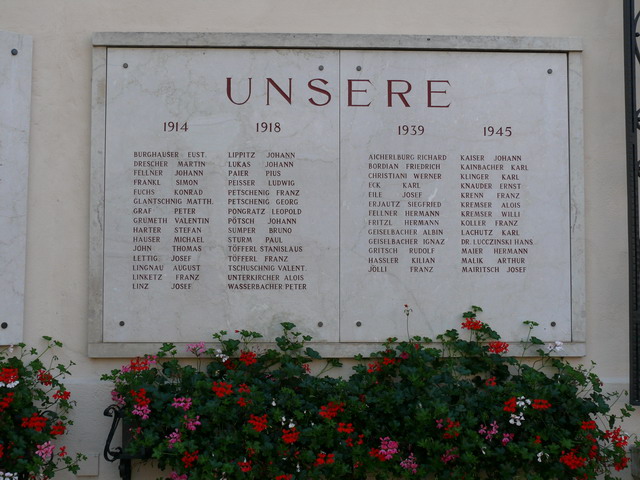 UNSERE
1914 1918
BURGHAUSER EUST.
DRESCHER MARTIN
FELLNER JOHANN
FRANKL SIMON
FUCHS KONRAD
GLANTSCHNIG MATTH.
GRAF PETER
GRÜMETH VALENTIN
HARTER STEFAN
HAUSER MICHAEL
JOHN THOMAS
LETTIG JOSEF
LINGNAU AUGUST
LINKETZ FRANZ
LINZ JOSEF
LIPPITZ JOHANN
LUKAS JOHANN
PAIER PIUS
PEISSER LUDWIG
PETSCHENIG FRANZ
PETSCHENIG GEORG
PONGRATZ LEOPOLD
PÖTSCH JOHANN
SUMPER BRUNO
STURM PAUL
TÖFFERL STANISLAUS
TÖFFERL FRANZ
TSCHUSCHNIG VALENT.
UNTERKIRCHER ALOIS
WASSERBACHER PETER
1939 1945
AICHERLBURG RICHARD
BORDIAN FRIEDRICH
CHRISTIANI WERNER
ECK KARL
EILE JOSEF
ERJAUTZ SIEGFRIED
FELLNER HERMANN
FRITZL HERMANN
GEISELBACHER ALBIN
GEISELBACHER IGNAZ
GRITSCH RUDOLF
HASSLER KILIAN
JÖLLI FRANZ
KAISER JOHANN
KAINBACHER KARL
KLINGER KARL
KNAUDER ERNST
KRENN FRANZ
KREMSER ALOIS
KREMSER WILLI
KOLLER FRANZ
LACHUTZ KARL
DR. LUCCZINSKI HANS
MAIER HERMANN
MALIK ARTHUR
MAIRITSCH JOSEF